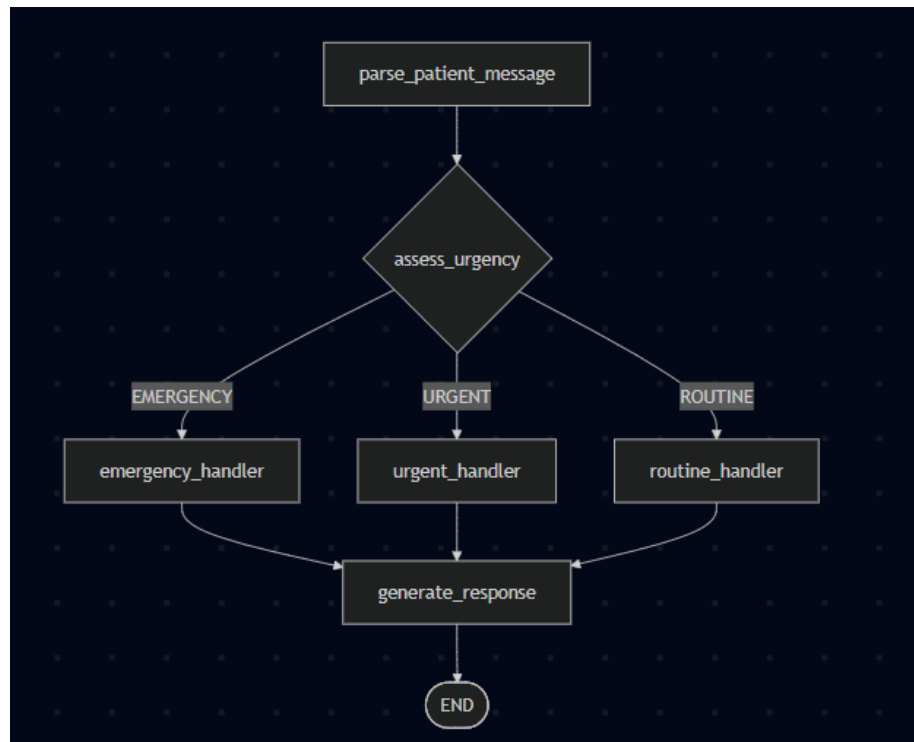 parse_patient_message
assess_urgency
EMERGENCY
URGENT
ROUTINE
emergency_handler
urgent_handler
routine_handler
generate_response
END